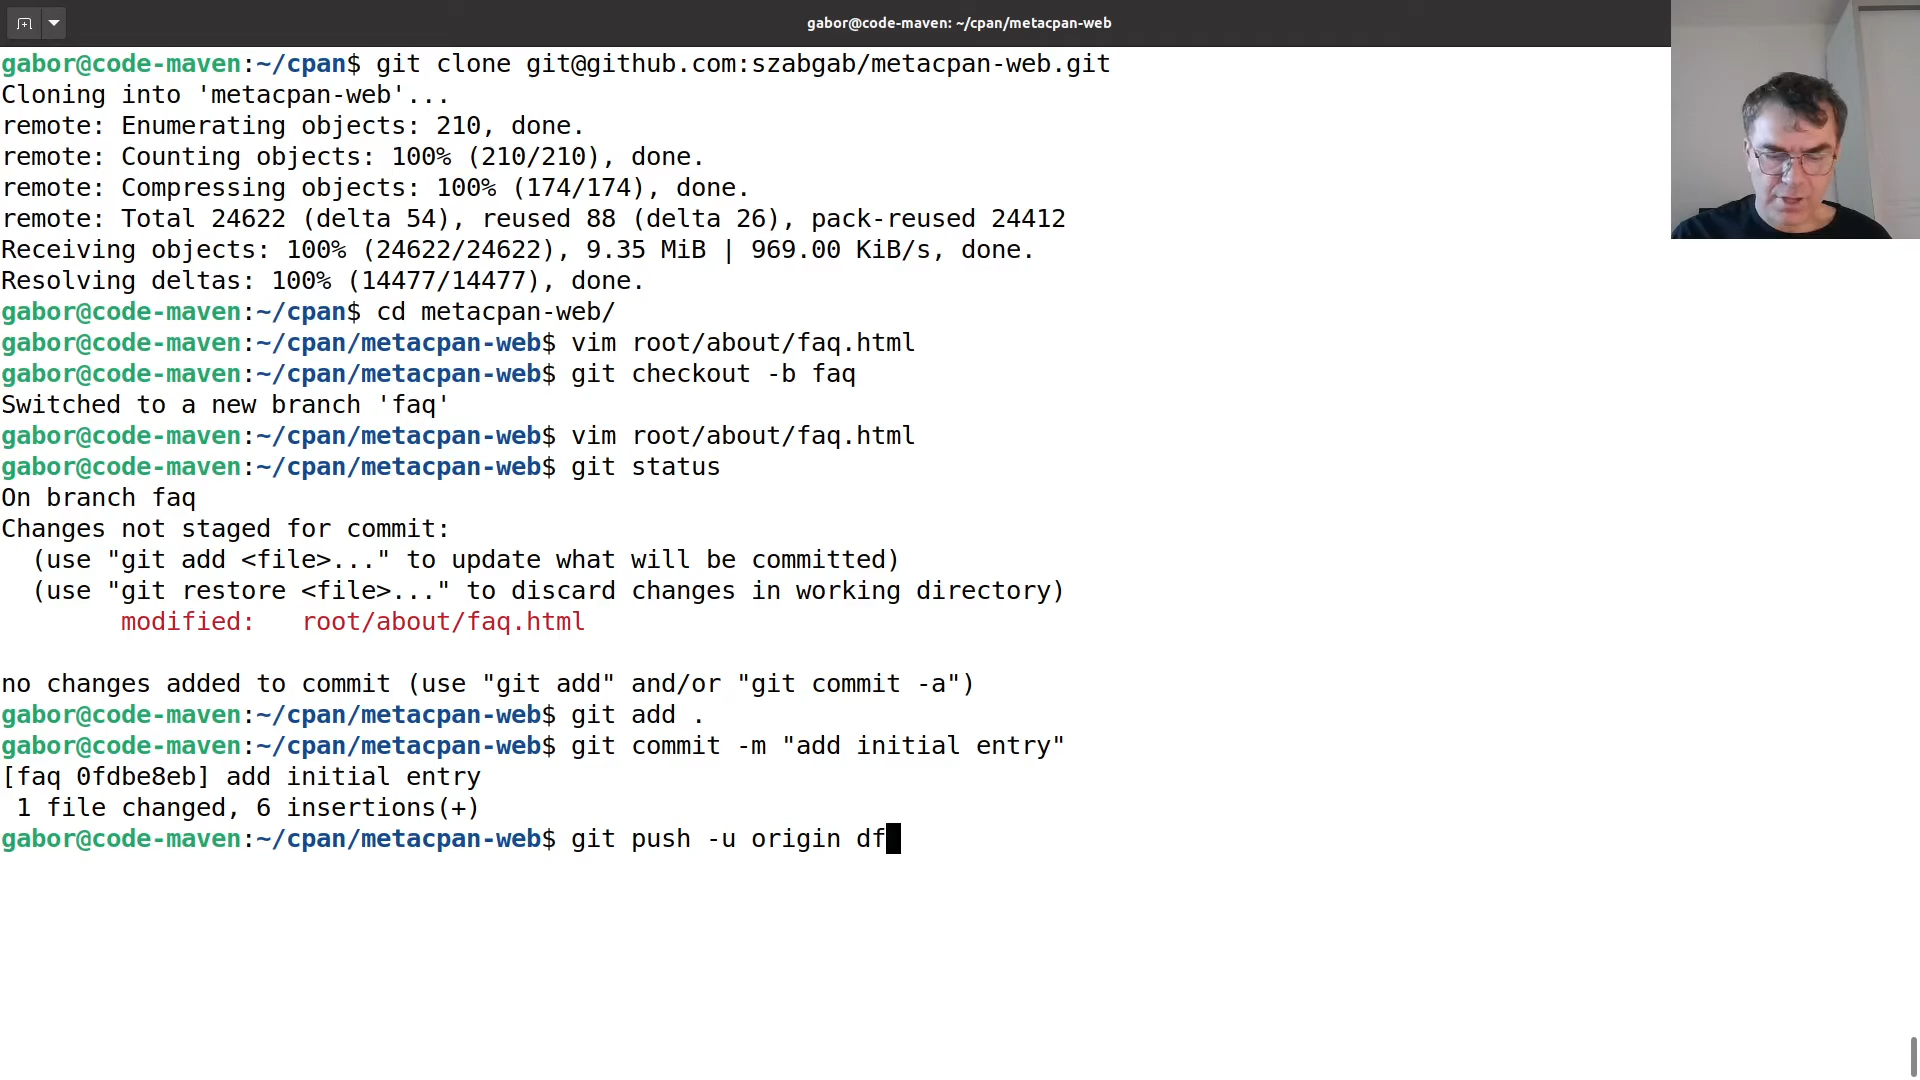 gabor@code-maven: ~/cpan/metacpan-web
gabor@code-maven:~/cpan$ git clone git@github.com:szabgab/metacpan-web.git
Cloning into 'metacpan-web'...
remote: Enumerating objects: 210, done.
remote: Counting objects: 100% (210/210), done.
remote: Compressing objects: 100% (174/174), done.
remote: Total 24622 (delta 54), reused 88 (delta 26), pack-reused 24412
Receiving objects: 100% (24622/24622), 9.35 MiB | 969.00 KiB/s, done.
Resolving deltas: 100% (14477/14477), done.
gabor@code-maven:~/cpan$ cd metacpan-web/
gabor@code-maven:~/cpan/metacpan-web$ vim root/about/faq.html
gabor@code-maven:~/cpan/metacpan-web$ git checkout -b faq
Switched to a new branch 'faq'
gabor@code-maven:~/cpan/metacpan-web$ vim root/about/faq.html
gabor@code-maven:~/cpan/metacpan-web$ git status
On branch faq
Changes not staged for commit:
  (use "git add <file>..." to update what will be committed)
  (use "git restore <file>..." to discard changes in working directory)
        modified:   root/about/faq.html
no changes added to commit (use "git add" and/or "git commit -a")
gabor@code-maven:~/cpan/metacpan-web$ git add .
gabor@code-maven:~/cpan/metacpan-web$ git commit -m "add initial entry"
[faq 0fdbe8eb] add initial entry
 1 file changed, 6 insertions(+)
gabor@code-maven:~/cpan/metacpan-web$ git push -u origin df